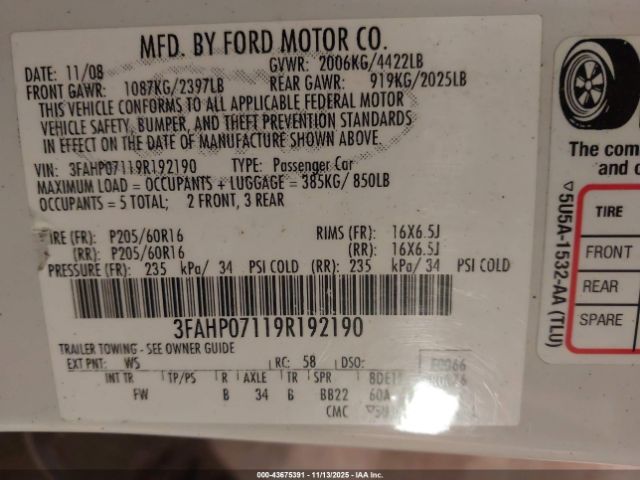 MFD. BY FORD MOTOR CO.
DATE: 11/08 GVWR: 2006KG/4422LB
FRONT GAWR: 1087KG/2397LB REAR GAWR: 919KG/2025LB
THIS VEHICLE CONFORMS TO ALL APPLICABLE FEDERAL MOTOR
VEHICLE SAFETY, BUMPER, AND THEFT PREVENTION STANDARDS
IN EFFECT ON THE DATE OF MANUFACTURE SHOWN ABOVE.
VIN: 3FAHP07119R192190 TYPE: Passenger Car
MAXIMUM LOAD = OCCUPANTS + LUGGAGE = 385KG/ 850LB
OCCUPANTS = 5 TOTAL; 2 FRONT, 3 REAR
TIRE (FR): P205/60R16 RIMS (FR): 16X6.5J
(RR): P205/60R16 (RR): 16X6.5J
PRESSURE (FR): 235 kPa/ 34 PSI COLD (RR): 235 kPa/ 34 PSI COLD
3FAHP07119R192190
TRAILER TOWING - SEE OWNER GUIDE
EXT PNT: WS RC: 58 DSO:
INT TR TP/PS R AXLE TR SPR
FW B 34 B BB22 60A
CMC
The com
and
TIRE
FRONT
REAR
SPARE
▽5U5A-1532-AA (TLU)
000-43675391 - 11/13/2025 - IAAI.CA